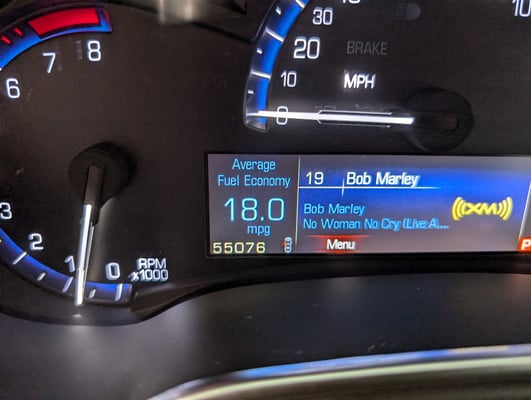 30
20
10
0
BRAKE
MPH
10
8
7
6
3
2
1
0
RPM
x1000
Average
Fuel Economy
18.0
mpg
55076
19 Bob Marley
Bob Marley
No Woman No Cry (Live A...
Menu
((XM))
P